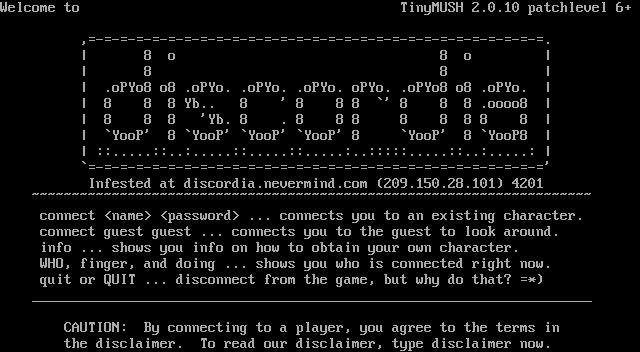 Welcome to TinyMUSH 2.0.10 patchlevel 6+
discordia
Infested at discordia.nevermind.com (209.150.28.101) 4201
connect <name> <password> ... connects you to an existing character.
connect guest guest ... connects you to the guest to look around.
info ... shows you info on how to obtain your own character.
WHO, finger, and doing ... shows you who is connected right now.
quit or QUIT ... disconnect from the game, but why do that? =*)
CAUTION: By connecting to a player, you agree to the terms in
the disclaimer. To read our disclaimer, type disclaimer now.